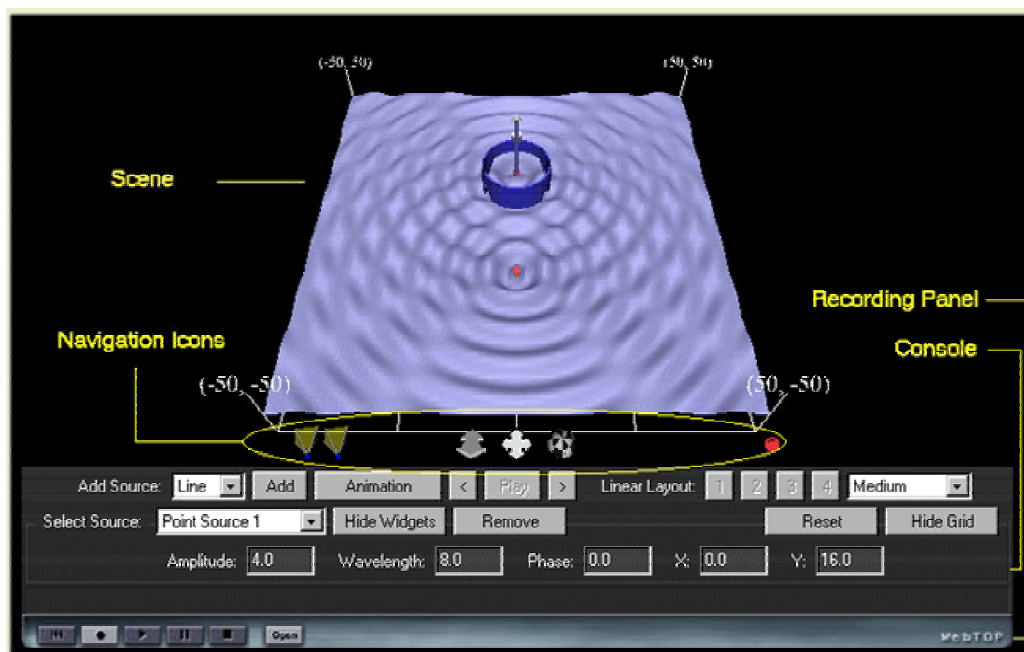 (-50, 50)
(50, 50)
Scene
Recording Panel
Navigation Icons
Console
(-50, -50)
(50, -50)
Add Source: Line Add Animation < Play > Linear Layout: 1 2 3 4 Medium
Select Source: Point Source 1 Hide Widgets Remove Reset Hide Grid
Amplitude: 4.0 Wavelength: 8.0 Phase: 0.0 X: 0.0 Y: 16.0
Open
WebTOP